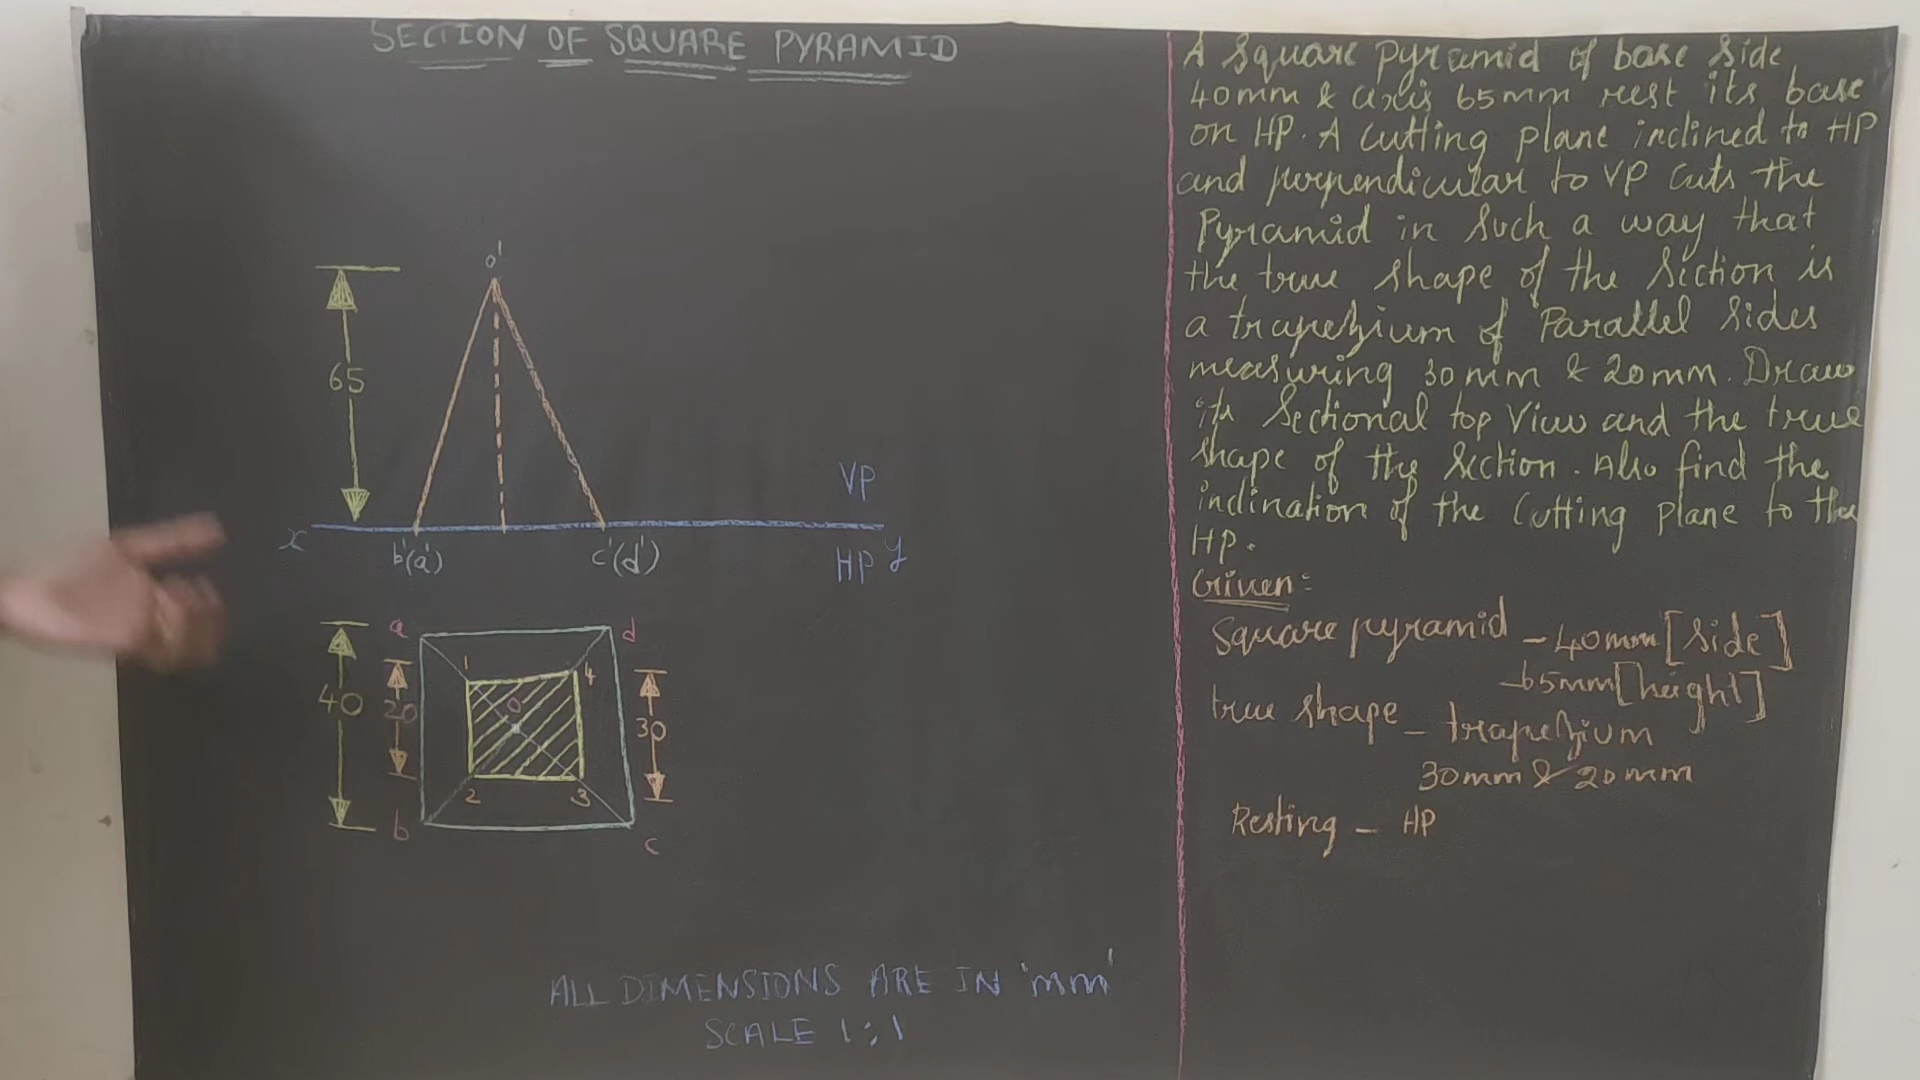 SECTION OF SQUARE PYRAMID
o'
65
VP
x
b'(a') c'(d')
HP y
a d
1 4
40 20 o 30
2 3
b c
ALL DIMENSIONS ARE IN 'mm'
SCALE 1:1
A Square pyramid of base side
40mm & axis 65mm rest its base
on HP. A cutting plane inclined to HP
and perpendicular to VP cuts the
Pyramid in such a way that
the true shape of the Section is
a trapezium of Parallel Sides
measuring 30mm & 20mm. Draw
its Sectional top View and the true
shape of the Section. Also find the
inclination of the Cutting plane to the
HP.
Given:
Square pyramid - 40mm [side]
-65mm[height]
true shape - trapezium
30mm & 20mm
Resting - HP